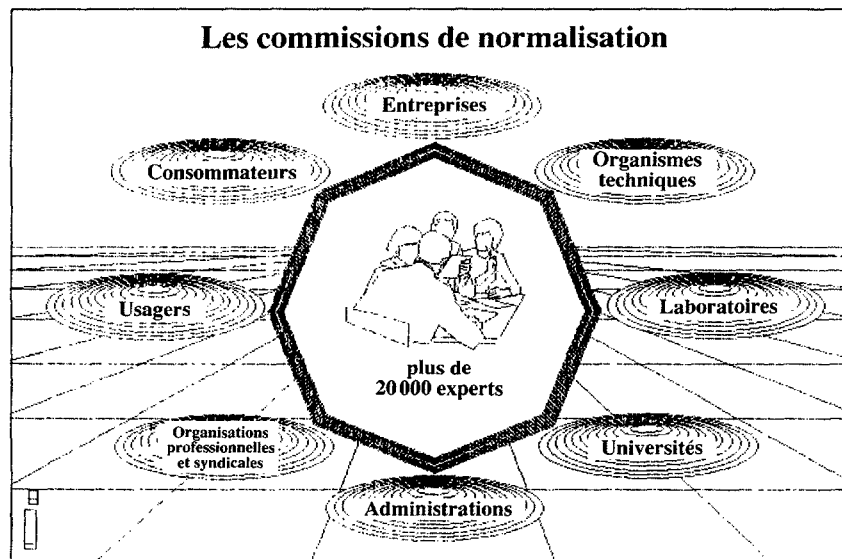 Les commissions de normalisation
Entreprises
Consommateurs
Organismes
techniques
Usagers
Laboratoires
plus de
20 000 experts
Organisations
professionnelles
et syndicales
Universités
Administrations